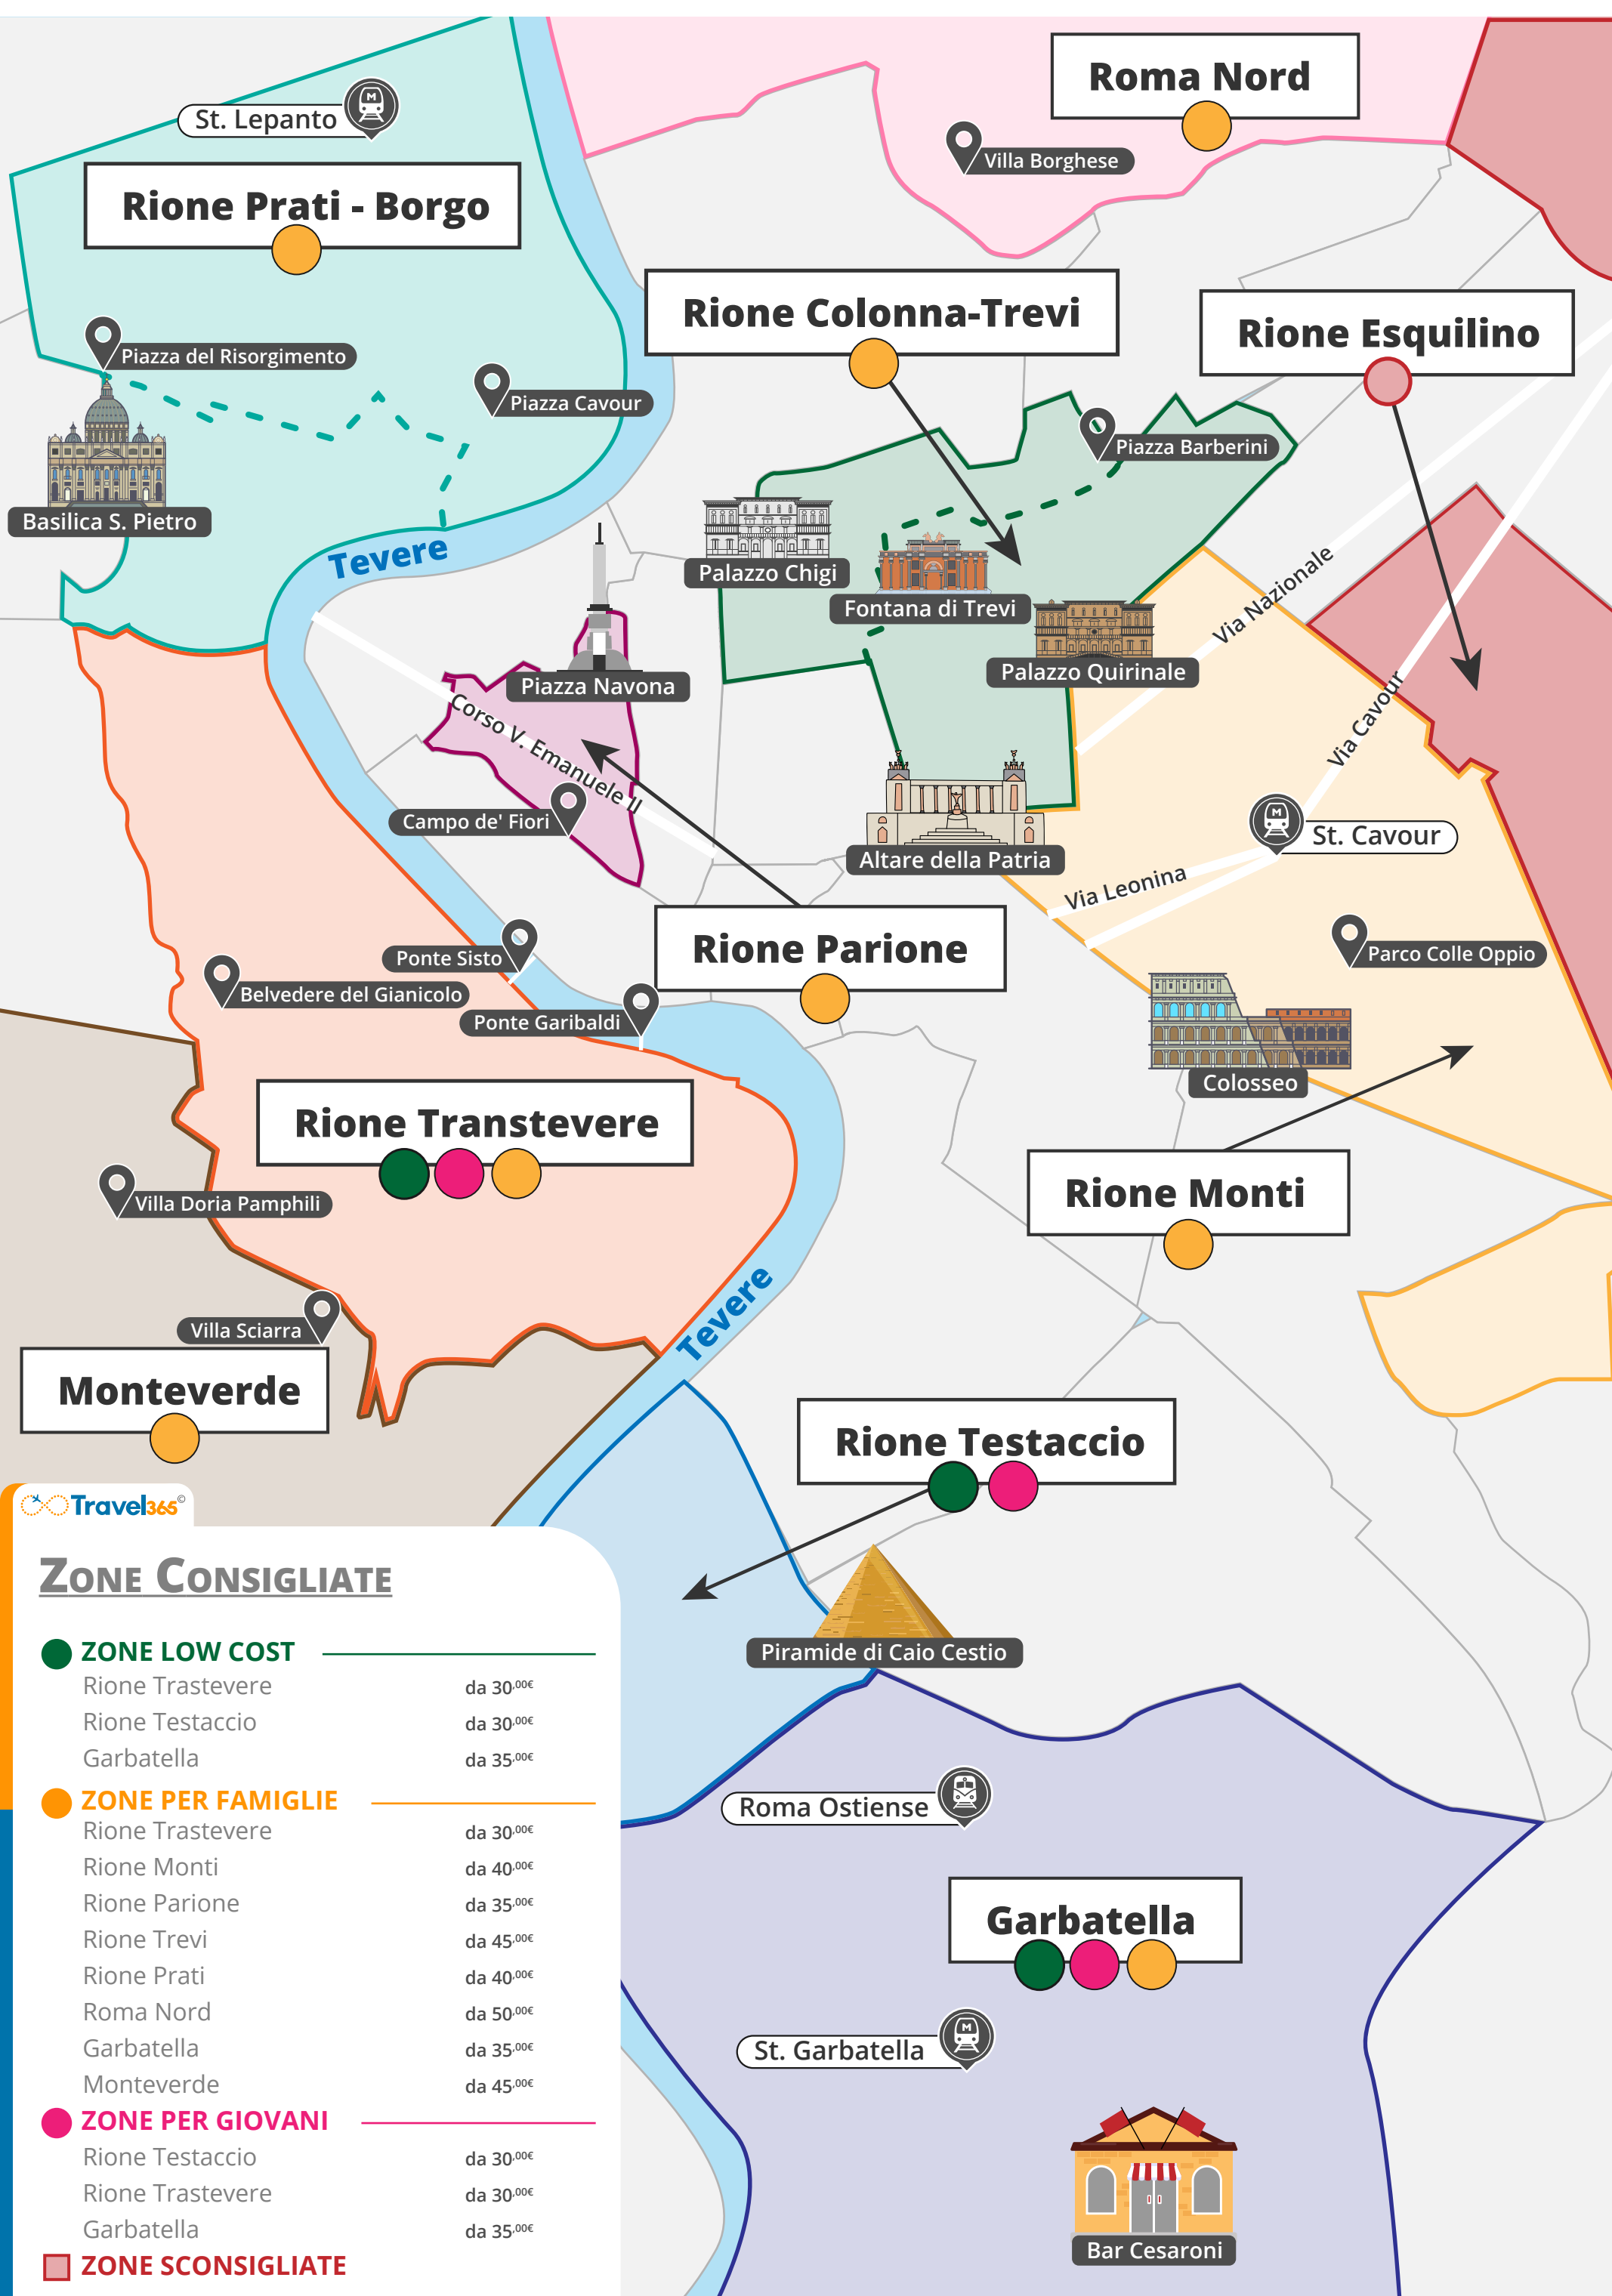 Roma Nord
St. Lepanto
Villa Borghese
Rione Prati - Borgo
Rione Colonna-Trevi
Rione Esquilino
Piazza del Risorgimento
Piazza Cavour
Piazza Barberini
Basilica S. Pietro
Tevere
Palazzo Chigi
Fontana di Trevi
Via Nazionale
Palazzo Quirinale
Piazza Navona
Corso V. Emanuele II
Via Cavour
Campo de' Fiori
St. Cavour
Altare della Patria
Via Leonina
Rione Parione
Ponte Sisto
Parco Colle Oppio
Belvedere del Gianicolo
Ponte Garibaldi
Colosseo
Rione Transtevere
Rione Monti
Villa Doria Pamphili
Tevere
Villa Sciarra
Monteverde
Rione Testaccio
Travel365©
Piramide di Caio Cestio
Roma Ostiense
Garbatella
St. Garbatella
Bar Cesaroni
Zone Consigliate
ZONE LOW COST
Rione Trastevere da 30,00€
Rione Testaccio da 30,00€
Garbatella da 35,00€
ZONE PER FAMIGLIE
Rione Trastevere da 30,00€
Rione Monti da 40,00€
Rione Parione da 35,00€
Rione Trevi da 45,00€
Rione Prati da 40,00€
Roma Nord da 50,00€
Garbatella da 35,00€
Monteverde da 45,00€
ZONE PER GIOVANI
Rione Testaccio da 30,00€
Rione Trastevere da 30,00€
Garbatella da 35,00€
ZONE SCONSIGLIATE